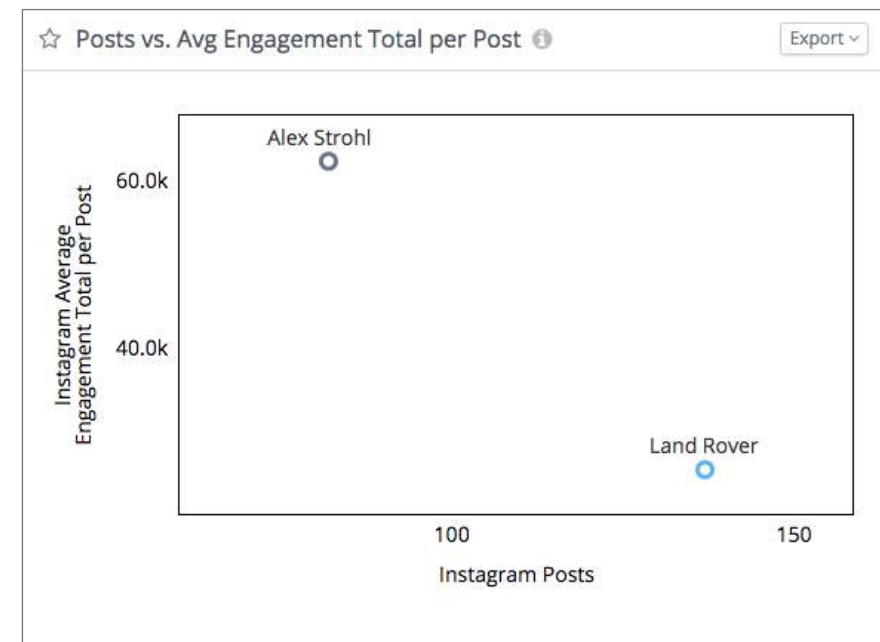 Posts vs. Avg Engagement Total per Post
Export
Alex Strohl
60.0k
Instagram Average
Engagement Total per Post
40.0k
Land Rover
100
150
Instagram Posts